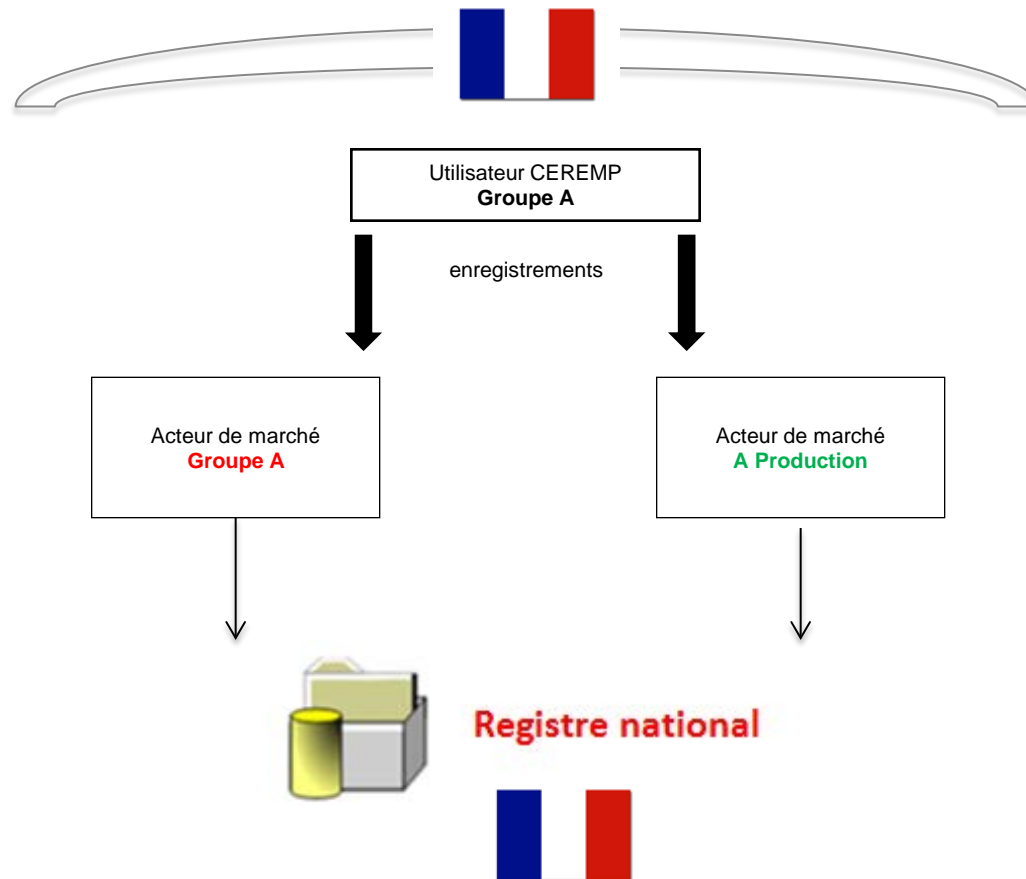 Utilisateur CEREMP
Groupe A
enregistrements
Acteur de marché
Groupe A
Acteur de marché
A Production
Registre national